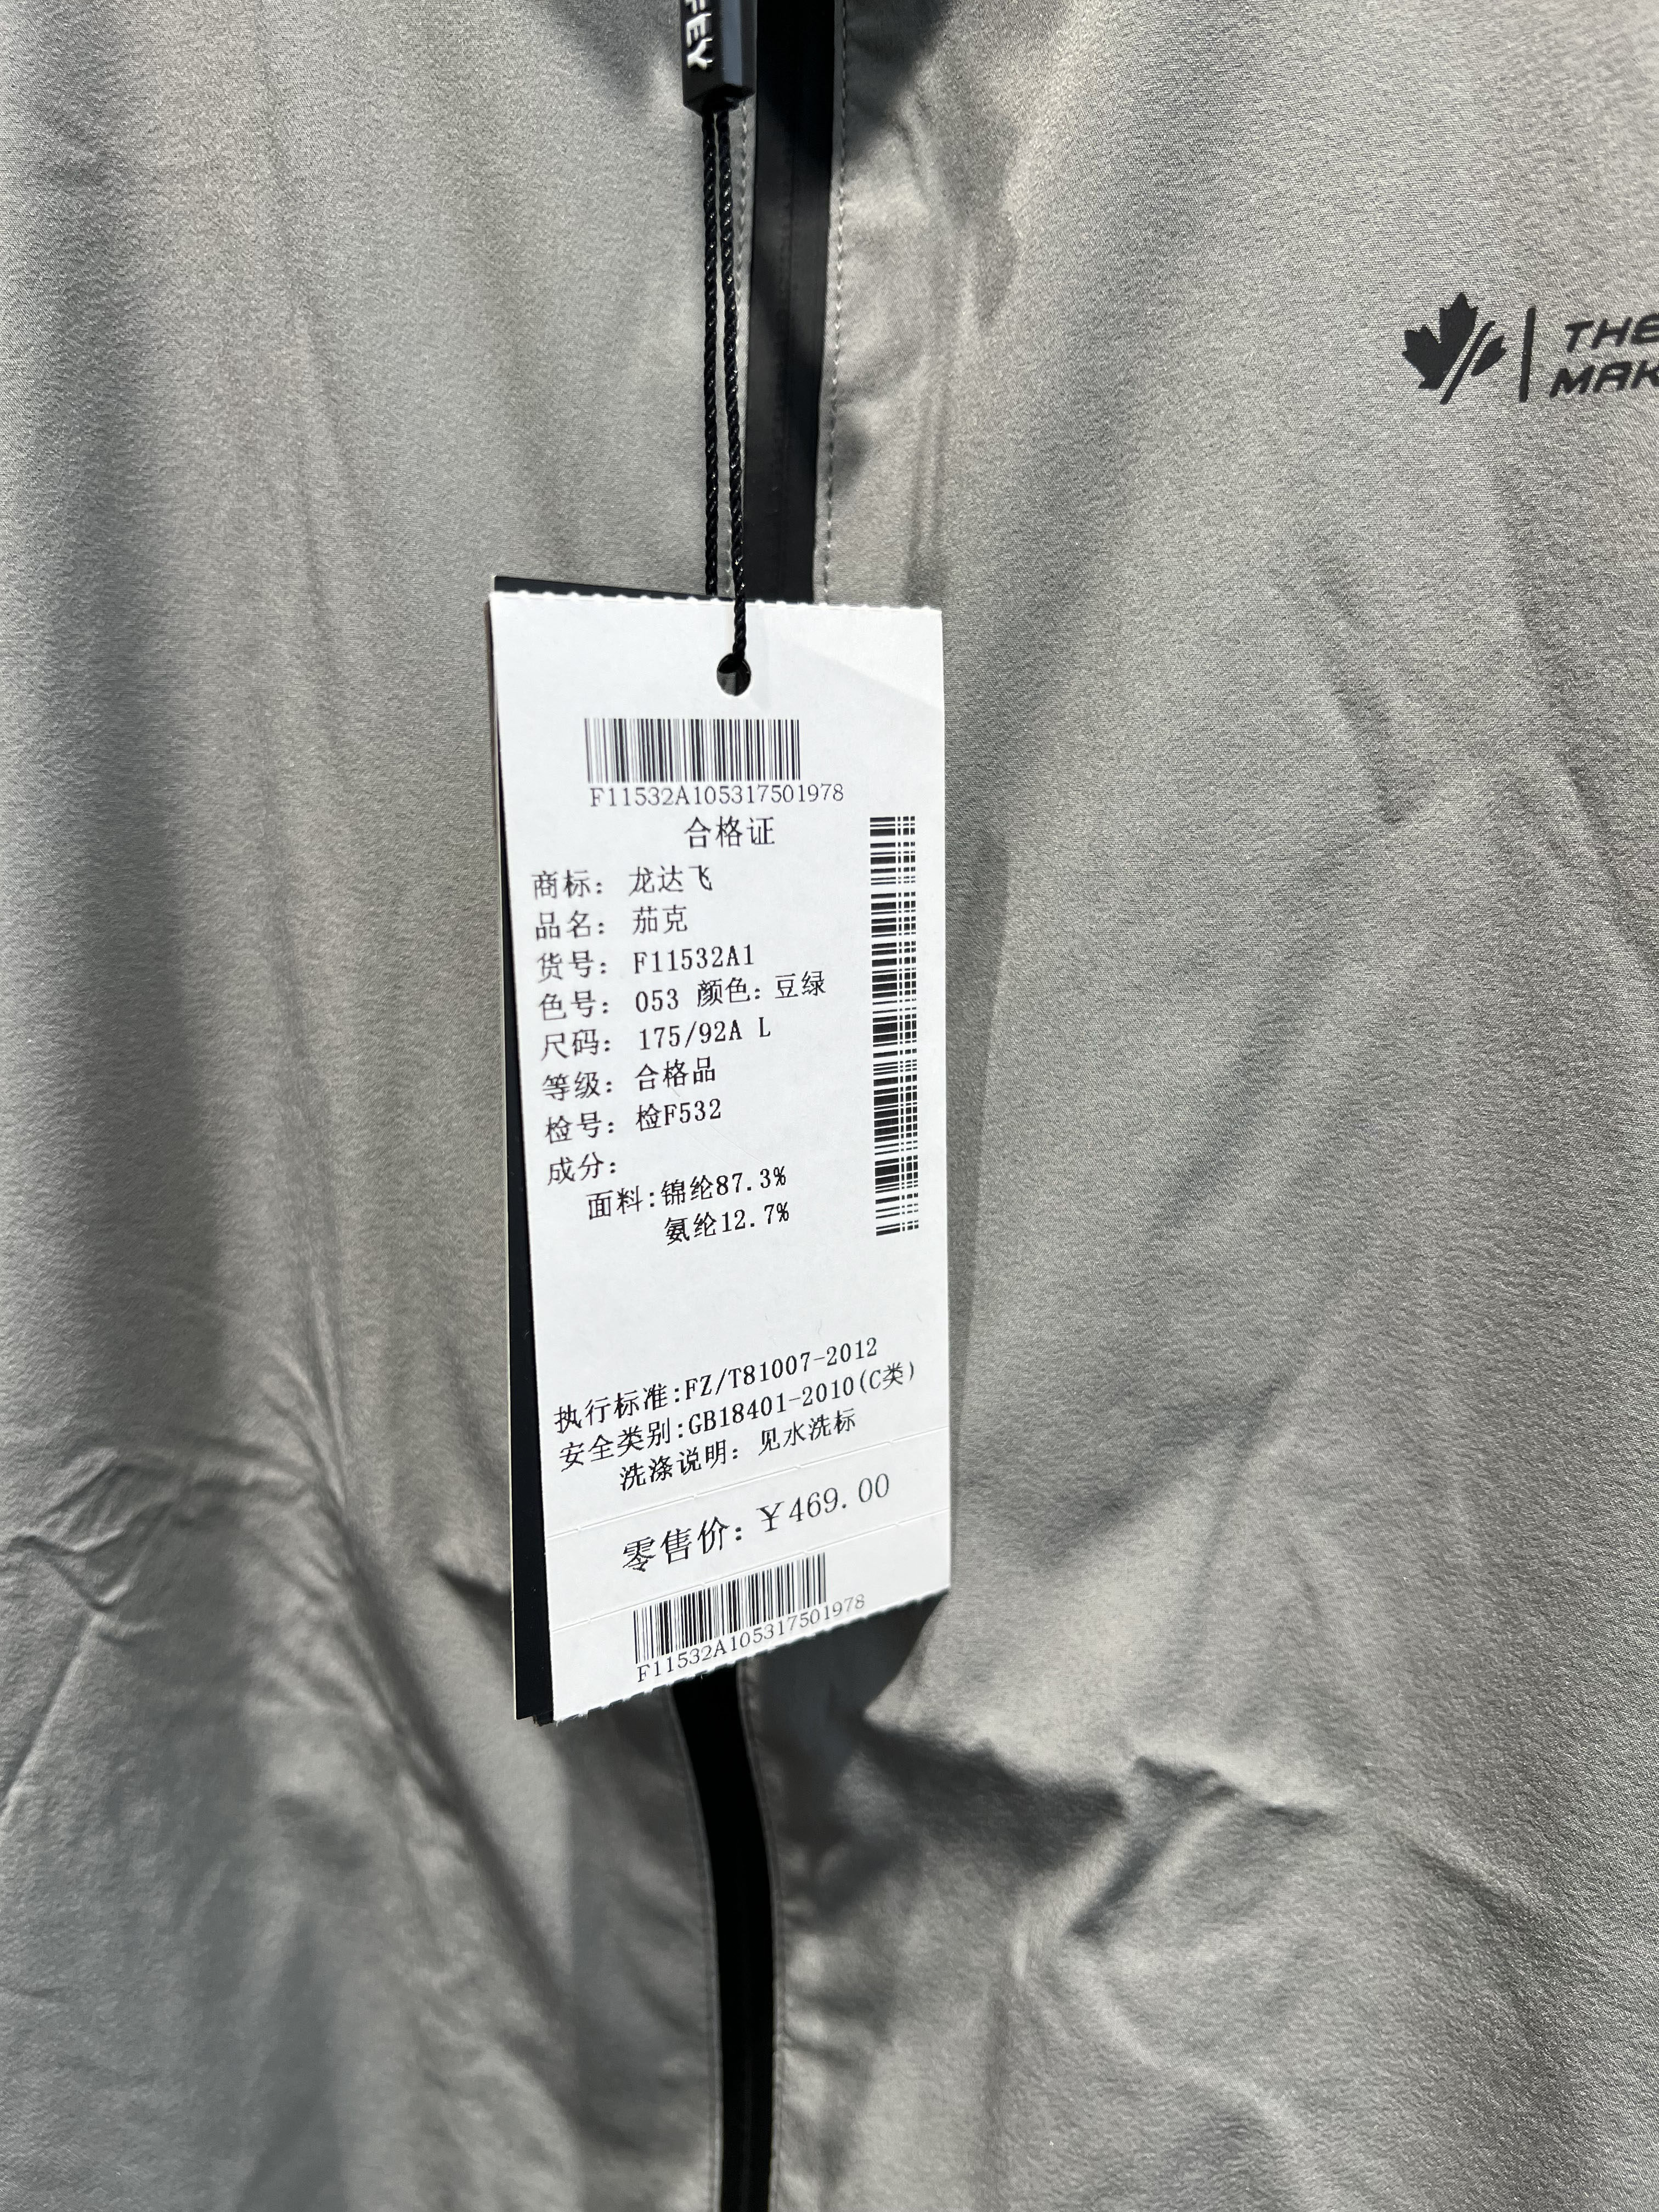 FEY
THE
MAK
F11532A105317501978
合格证
商标： 龙达飞
品名： 茄克
货号： F11532A1
色号： 053 颜色：豆绿
尺码： 175/92A L
等级： 合格品
检号： 检F532
成分：
面料:锦纶87.3%
氨纶12.7%
执行标准:FZ/T81007-2012
安全类别:GB18401-2010(C类)
洗涤说明： 见水洗标
零售价：￥469.00
F11532A105317501978